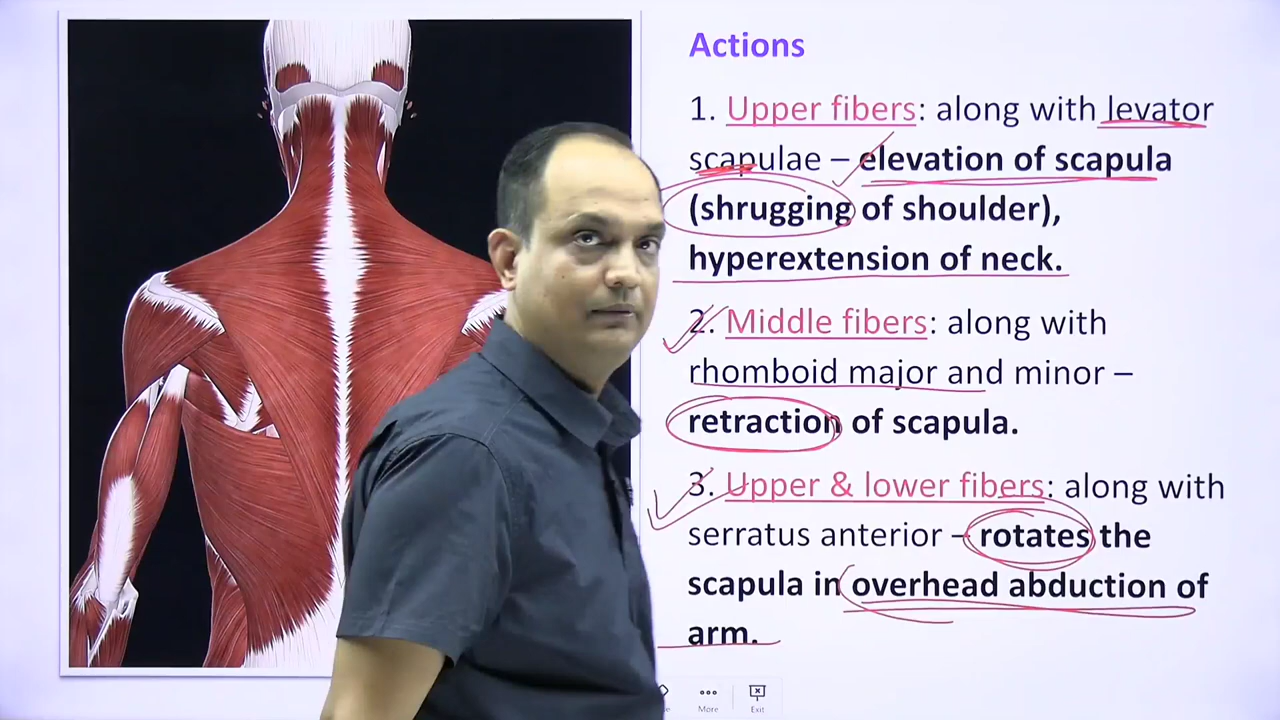 Actions
1. Upper fibers: along with levator
scapulae – elevation of scapula
(shrugging of shoulder),
hyperextension of neck.
2. Middle fibers: along with
rhomboid major and minor –
retraction of scapula.
3. Upper & lower fibers: along with
serratus anterior – rotates the
scapula in overhead abduction of
arm.
More
Exit